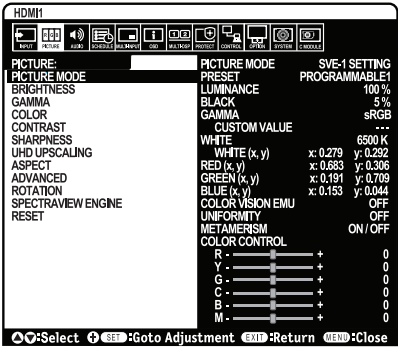 HDMI1
INPUT PICTURE AUDIO SCHEDULE MULTI INPUT OSD MULTI DSP PROTECT CONTROL OPTION SYSTEM C MODULE
PICTURE:
PICTURE MODE
BRIGHTNESS
GAMMA
COLOR
CONTRAST
SHARPNESS
UHD UPSCALING
ASPECT
ADVANCED
ROTATION
SPECTRAVIEW ENGINE
RESET
PICTURE MODE SVE-1 SETTING
PRESET PROGRAMMABLE1
LUMINANCE 100 %
BLACK 5 %
GAMMA sRGB
CUSTOM VALUE ---
WHITE 6500 K
WHITE (x, y) x: 0.279 y: 0.292
RED (x, y) x: 0.683 y: 0.306
GREEN (x, y) x: 0.191 y: 0.709
BLUE (x, y) x: 0.153 y: 0.044
COLOR VISION EMU OFF
UNIFORMITY OFF
METAMERISM ON / OFF
COLOR CONTROL
R - + 0
Y - + 0
G - + 0
C - + 0
B - + 0
M - + 0
:Select SET :Goto Adjustment EXIT :Return MENU :Close